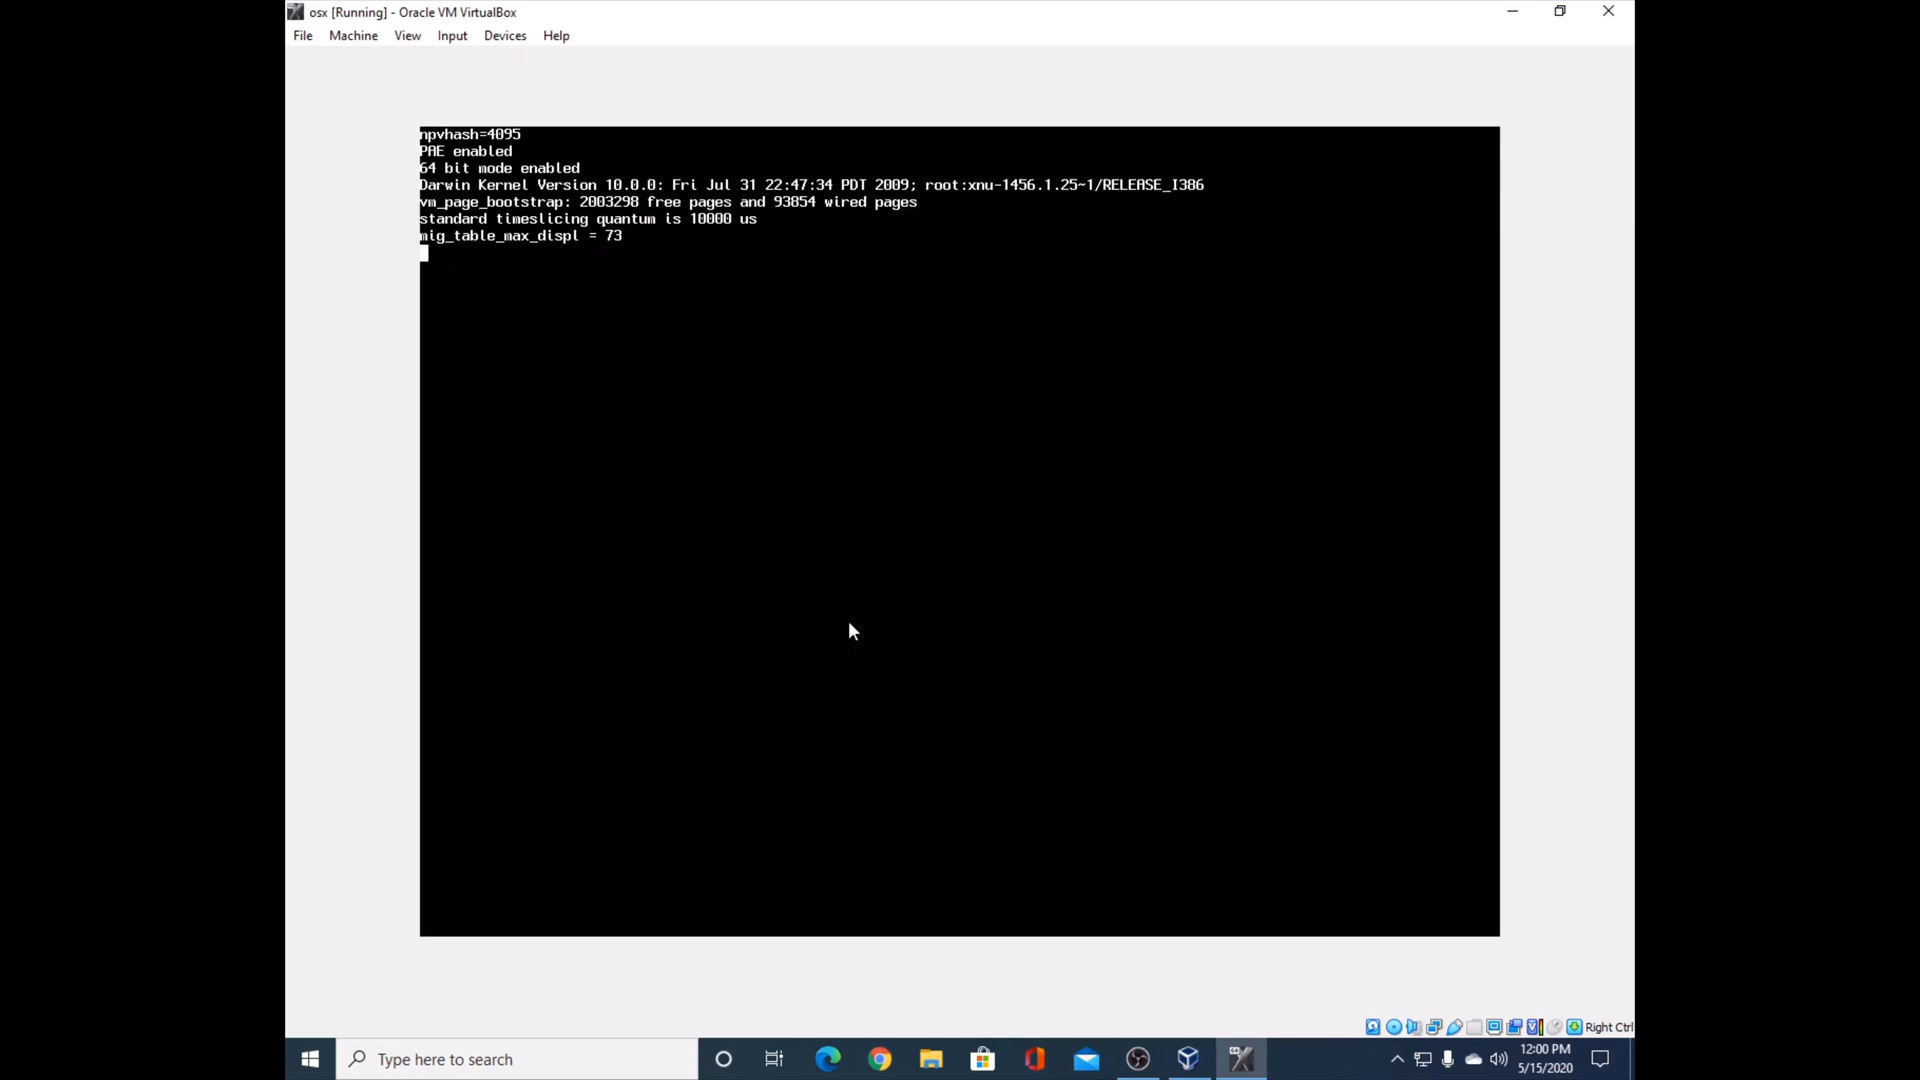 osx [Running] - Oracle VM VirtualBox
File Machine View Input Devices Help
npvhash=4095
PAE enabled
64 bit mode enabled
Darwin Kernel Version 10.0.0: Fri Jul 31 22:47:34 PDT 2009; root:xnu-1456.1.25~1/RELEASE_I386
vm_page_bootstrap: 2003298 free pages and 93854 wired pages
standard timeslicing quantum is 10000 us
mig_table_max_displ = 73
Right Ctrl
Type here to search
12:00 PM
5/15/2020